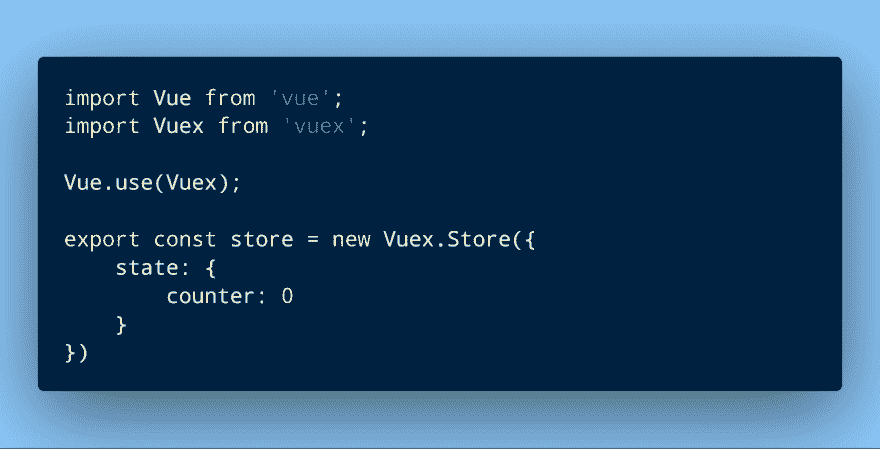 import Vue from 'vue';
import Vuex from 'vuex';
Vue.use(Vuex);
export const store = new Vuex.Store({
    state: {
        counter: 0
    }
})